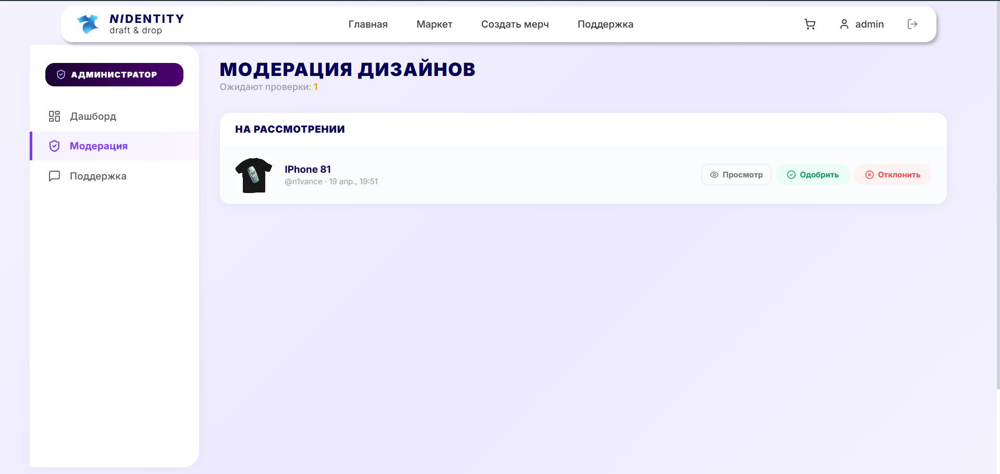 NIDENTITY
draft & drop
Главная
Маркет
Создать мерч
Поддержка
admin
АДМИНИСТРАТОР
Дашборд
Модерация
Поддержка
МОДЕРАЦИЯ ДИЗАЙНОВ
Ожидают проверки: 1
НА РАССМОТРЕНИИ
IPhone 81
@n1vance · 19 апр., 19:51
Просмотр
Одобрить
Отклонить